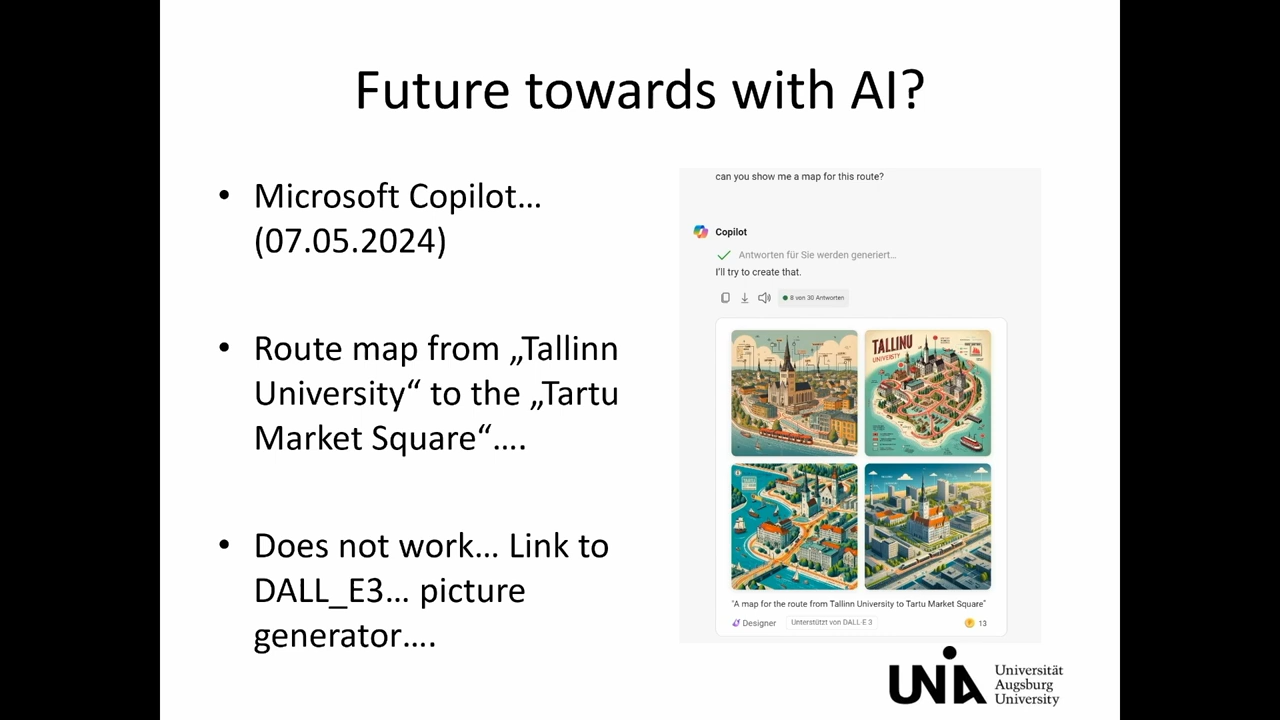 Future towards with AI?
• Microsoft Copilot…
(07.05.2024)
• Route map from „Tallinn
University“ to the „Tartu
Market Square“….
• Does not work… Link to
DALL_E3… picture
generator….
can you show me a map for this route?
Copilot
Antworten für Sie werden generiert…
I'll try to create that.
8 von 30 Antworten
TALLINU
UNIVERSITY
"A map for the route from Tallinn University to Tartu Market Square"
Designer
Unterstützt von DALL·E 3
13
UNIA
Universität
Augsburg
University